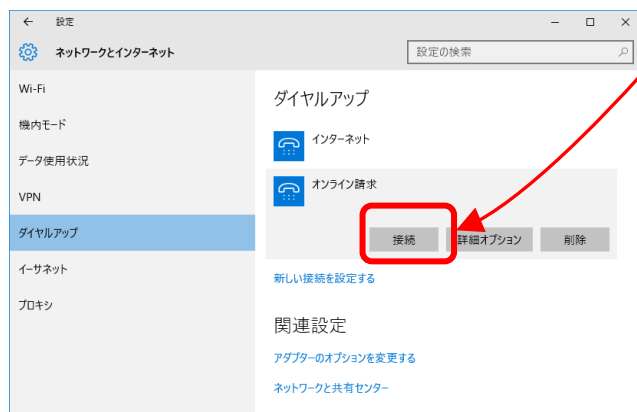 設定
ネットワークとインターネット
設定の検索
Wi-Fi
機内モード
データ使用状況
VPN
ダイヤルアップ
イーサネット
プロキシ
ダイヤルアップ
インターネット
オンライン請求
接続 詳細オプション 削除
新しい接続を設定する
関連設定
アダプターのオプションを変更する
ネットワークと共有センター